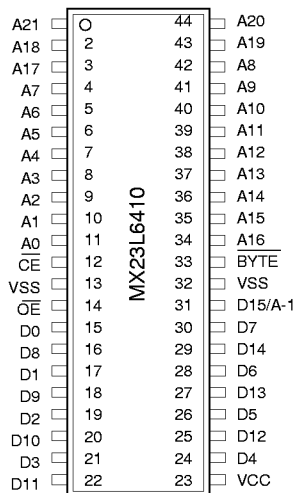 A21 44 A20
A18 2 43 A19
A17 3 42 A8
A7 4 41 A9
A6 5 40 A10
A5 6 39 A11
A4 7 38 A12
A3 8 37 A13
A2 9 36 A14
A1 10 35 A15
A0 11 34 A16
CE 12 33 BYTE
VSS 13 32 VSS
OE 14 31 D15/A-1
D0 15 30 D7
D8 16 29 D14
D1 17 28 D6
D9 18 27 D13
D2 19 26 D5
D10 20 25 D12
D3 21 24 D4
D11 22 23 VCC
MX23L6410